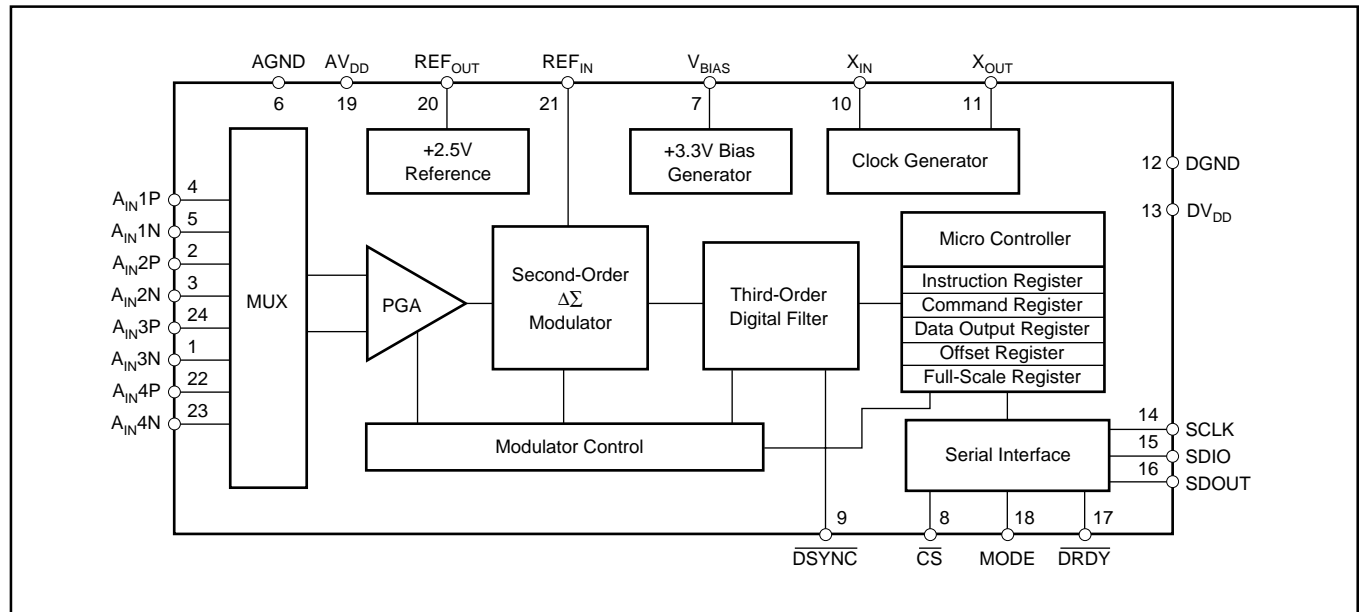 AGND AV_DD REF_OUT REF_IN V_BIAS X_IN X_OUT
6 19 20 21 7 10 11
+2.5V
Reference
+3.3V Bias
Generator
Clock Generator
12 DGND
13 DV_DD
A_IN1P 4
A_IN1N 5
A_IN2P 2
A_IN2N 3
A_IN3P 24
A_IN3N 1
A_IN4P 22
A_IN4N 23
MUX
PGA
Second-Order
ΔΣ
Modulator
Third-Order
Digital Filter
Micro Controller
Instruction Register
Command Register
Data Output Register
Offset Register
Full-Scale Register
Modulator Control
Serial Interface
14 SCLK
15 SDIO
16 SDOUT
9 8 18 17
D̅S̅Y̅N̅C̅ C̅S̅ MODE D̅R̅D̅Y̅